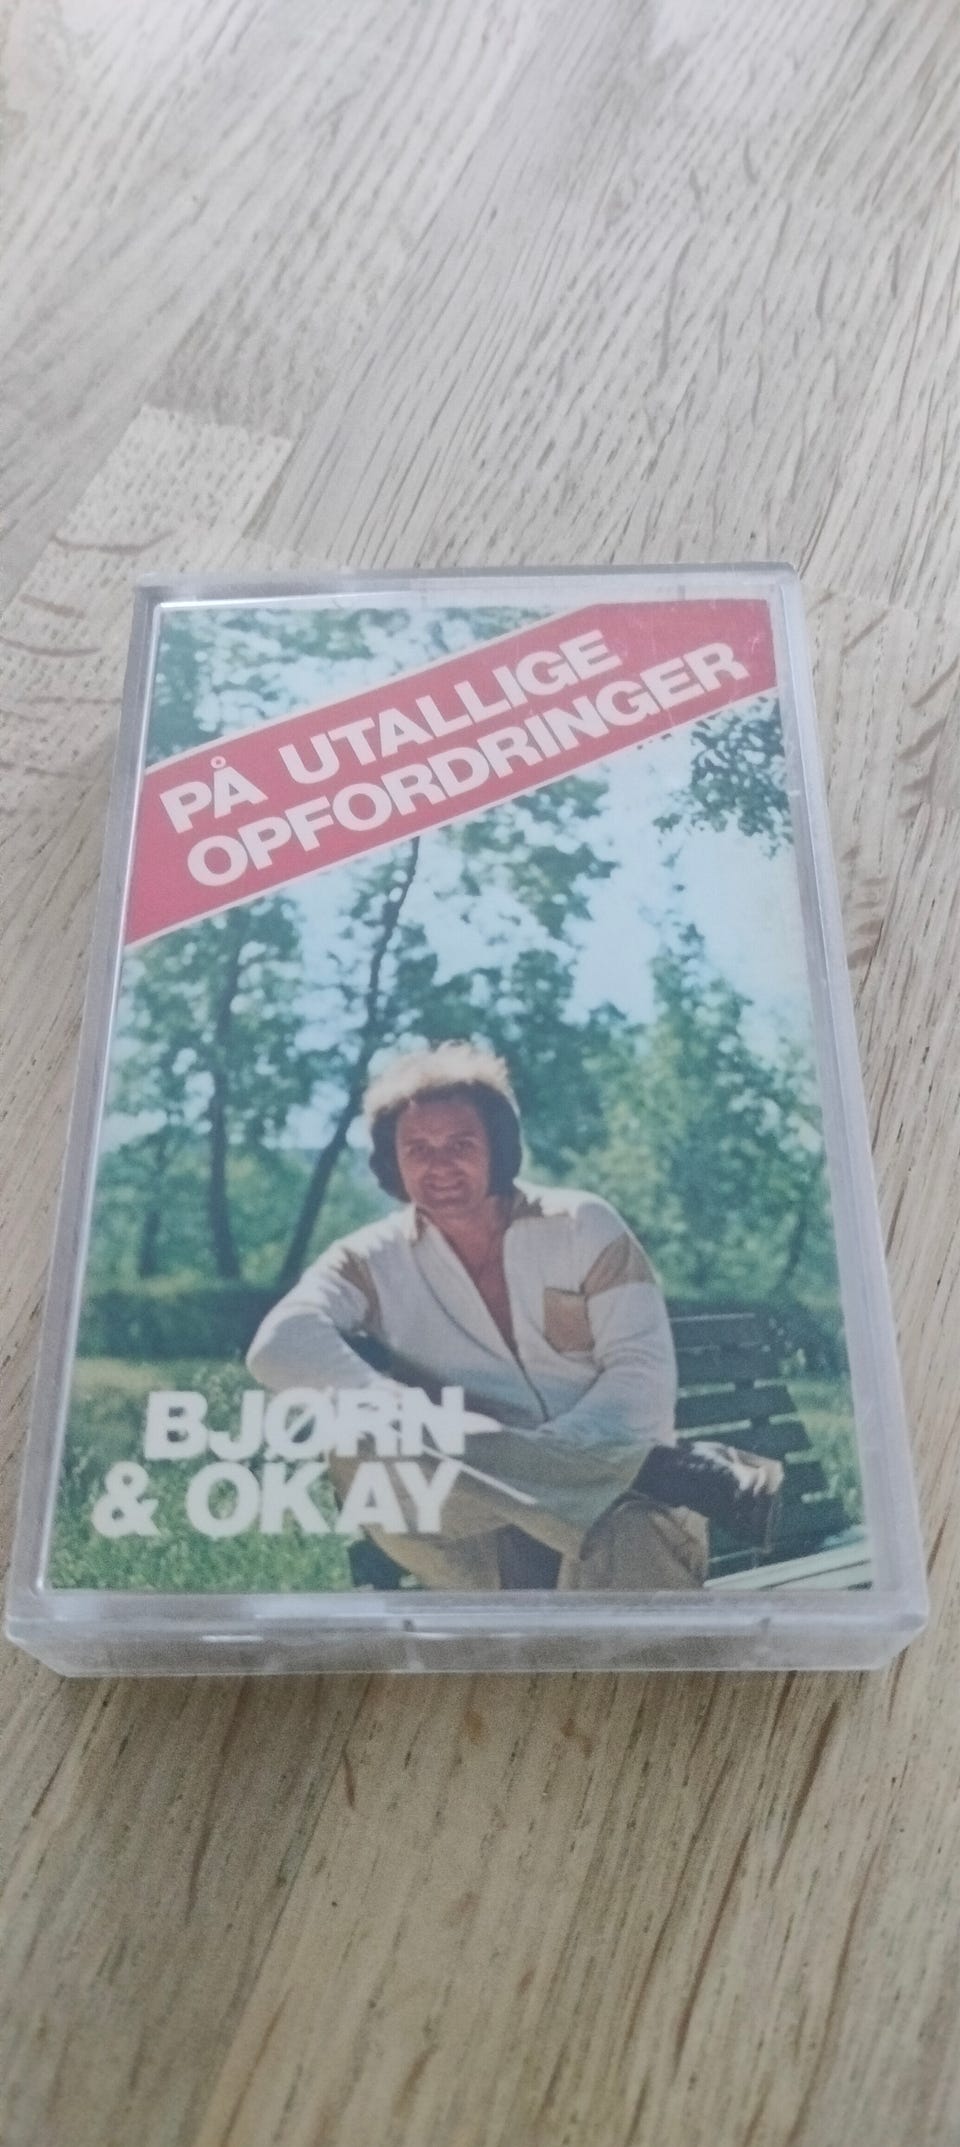 PÅ UTALLIGE
OPFORDRINGER
BJØRN
& OKAY